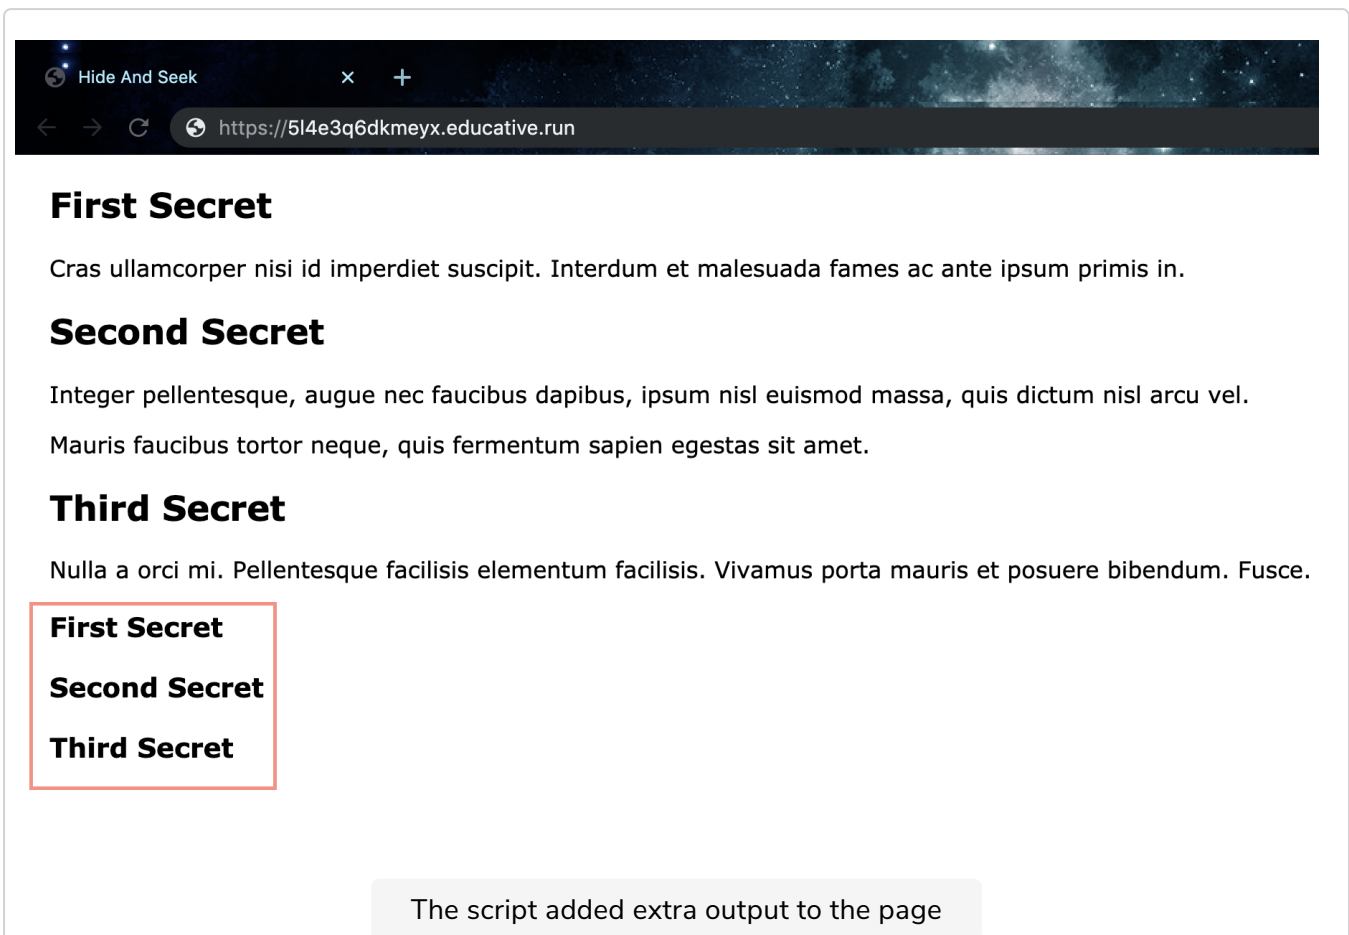 Hide And Seek
https://5l4e3q6dkmeyx.educative.run
First Secret
Cras ullamcorper nisi id imperdiet suscipit. Interdum et malesuada fames ac ante ipsum primis in.
Second Secret
Integer pellentesque, augue nec faucibus dapibus, ipsum nisl euismod massa, quis dictum nisl arcu vel.
Mauris faucibus tortor neque, quis fermentum sapien egestas sit amet.
Third Secret
Nulla a orci mi. Pellentesque facilisis elementum facilisis. Vivamus porta mauris et posuere bibendum. Fusce.
First Secret
Second Secret
Third Secret
The script added extra output to the page